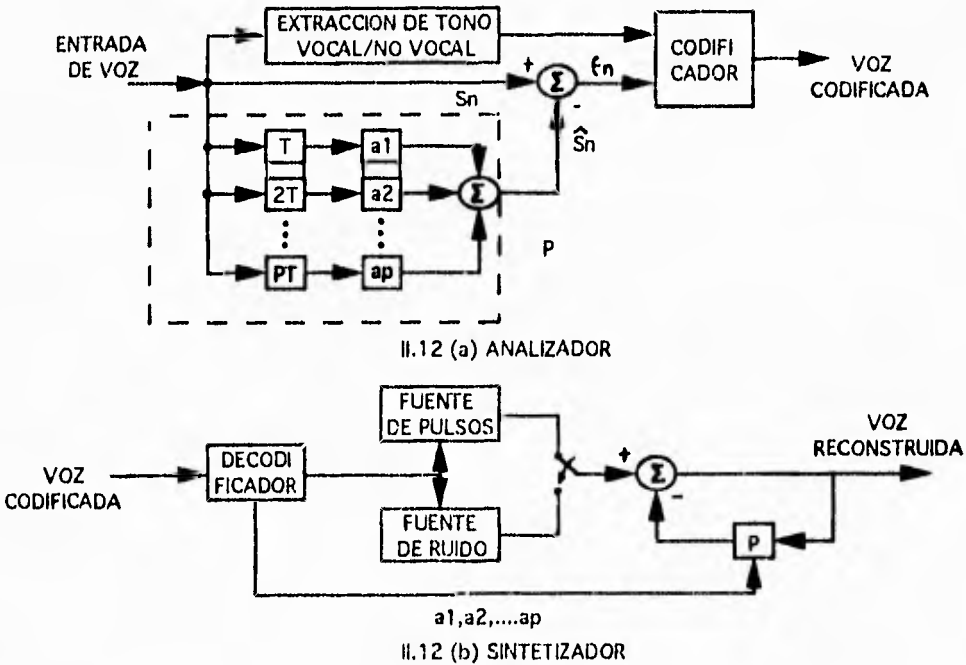 EXTRACCION DE TONO
VOCAL/NO VOCAL
ENTRADA
DE VOZ
CODIFI
CADOR
VOZ
CODIFICADA
+
Σ
ϵn
-
Sn
Ŝn
T
a1
2T
a2
Σ
PT
ap
P
II.12 (a) ANALIZADOR
FUENTE
DE PULSOS
VOZ
RECONSTRUIDA
VOZ
CODIFICADA
DECODI
FICADOR
+
Σ
-
FUENTE
DE RUIDO
P
a1,a2,....ap
II.12 (b) SINTETIZADOR